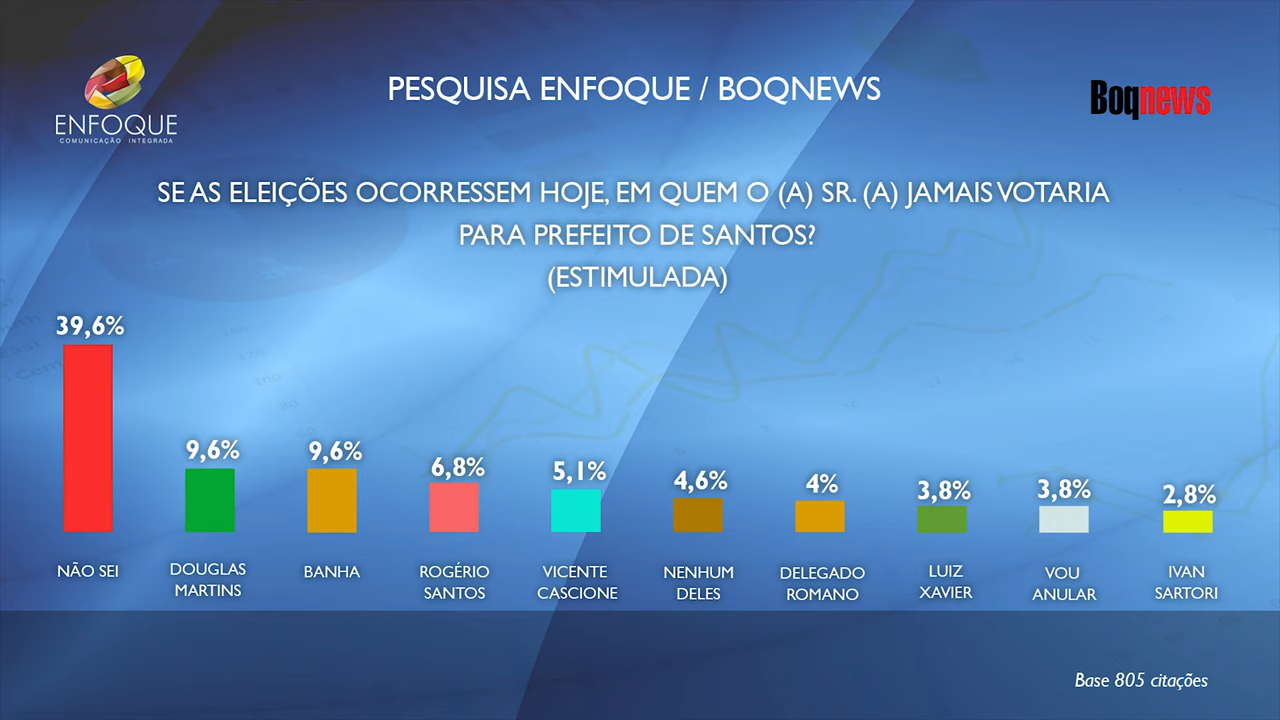 ENFOQUE
COMUNICAÇÃO INTEGRADA
PESQUISA ENFOQUE / BOQNEWS
Boqnews
SE AS ELEIÇÕES OCORRESSEM HOJE, EM QUEM O (A) SR. (A) JAMAIS VOTARIA
PARA PREFEITO DE SANTOS?
(ESTIMULADA)
39,6%
NÃO SEI
9,6%
DOUGLAS
MARTINS
9,6%
BANHA
6,8%
ROGÉRIO
SANTOS
5,1%
VICENTE
CASCIONE
4,6%
NENHUM
DELES
4%
DELEGADO
ROMANO
3,8%
LUIZ
XAVIER
3,8%
VOU
ANULAR
2,8%
IVAN
SARTORI
Base 805 citações